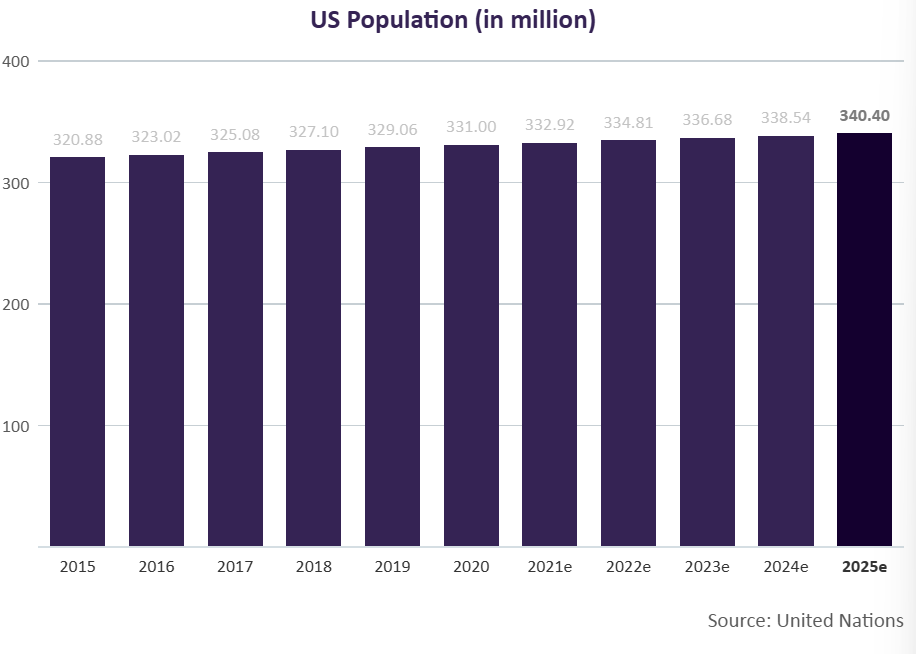 US Population (in million)
400
320.88 323.02 325.08 327.10 329.06 331.00 332.92 334.81 336.68 338.54 340.40
300
200
100
2015 2016 2017 2018 2019 2020 2021e 2022e 2023e 2024e 2025e
Source: United Nations